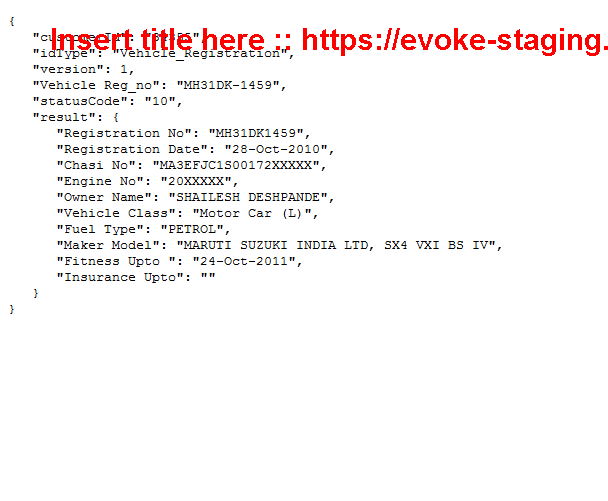 {
Insert title here :: https://evoke-staging.
"customerId":
"idType": "Vehicle_Registration",
"version": 1,
"Vehicle Reg_no": "MH31DK-1459",
"statusCode": "10",
"result": {
"Registration No": "MH31DK1459",
"Registration Date": "28-Oct-2010",
"Chasi No": "MA3EFJC1S00172XXXXX",
"Engine No": "20XXXXX",
"Owner Name": "SHAILESH DESHPANDE",
"Vehicle Class": "Motor Car (L)",
"Fuel Type": "PETROL",
"Maker Model": "MARUTI SUZUKI INDIA LTD, SX4 VXI BS IV",
"Fitness Upto ": "24-Oct-2011",
"Insurance Upto": ""
}
}